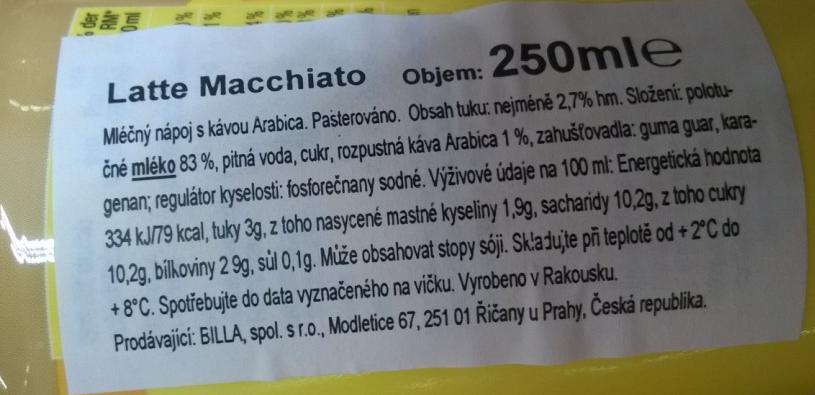 % der
RM*
0ml
Latte Macchiato Objem: 250ml℮
Mléčný nápoj s kávou Arabica. Pasterováno. Obsah tuku: nejméně 2,7% hm. Složení: polotu-
čné mléko 83 %, pitná voda, cukr, rozpustná káva Arabica 1 %, zahušťovadla: guma guar, kara-
genan; regulátor kyselosti: fosforečnany sodné. Výživové údaje na 100 ml: Energetická hodnota
334 kJ/79 kcal, tuky 3g, z toho nasycené mastné kyseliny 1,9g, sacharidy 10,2g, z toho cukry
10,2g, bílkoviny 2 9g, sůl 0,1g. Může obsahovat stopy sóji. Skladujte při teplotě od + 2°C do
+ 8°C. Spotřebujte do data vyznačeného na víčku. Vyrobeno v Rakousku.
Prodávající: BILLA, spol. s r.o., Modletice 67, 251 01 Říčany u Prahy, Česká republika.